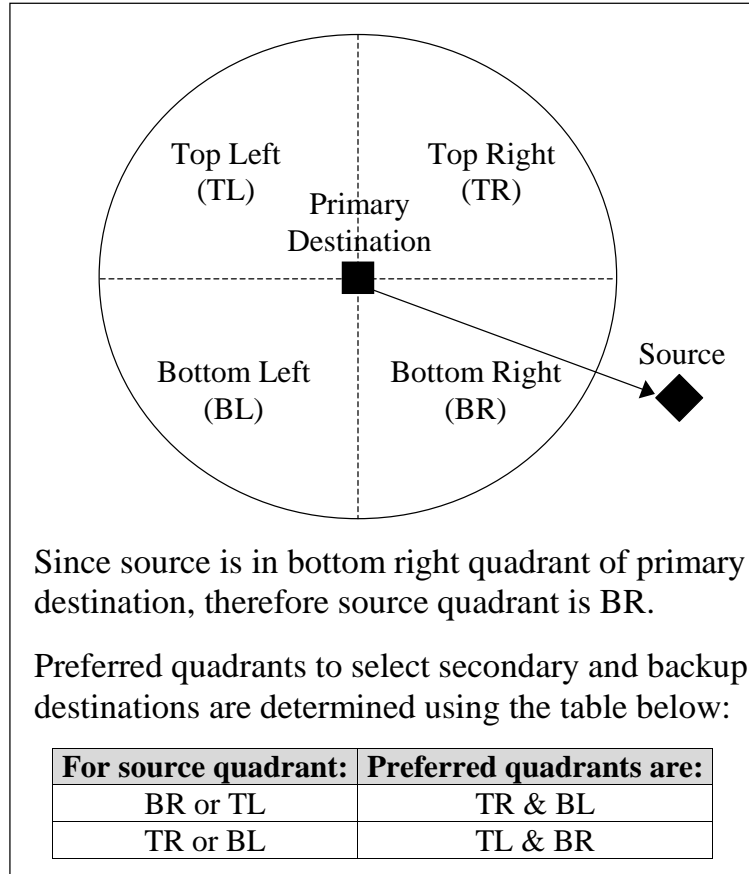 Top Left
(TL)
Top Right
(TR)
Primary
Destination
Source
Bottom Left
(BL)
Bottom Right
(BR)
Since source is in bottom right quadrant of primary
destination, therefore source quadrant is BR.
Preferred quadrants to select secondary and backup
destinations are determined using the table below:
For source quadrant: Preferred quadrants are:
BR or TL TR & BL
TR or BL TL & BR